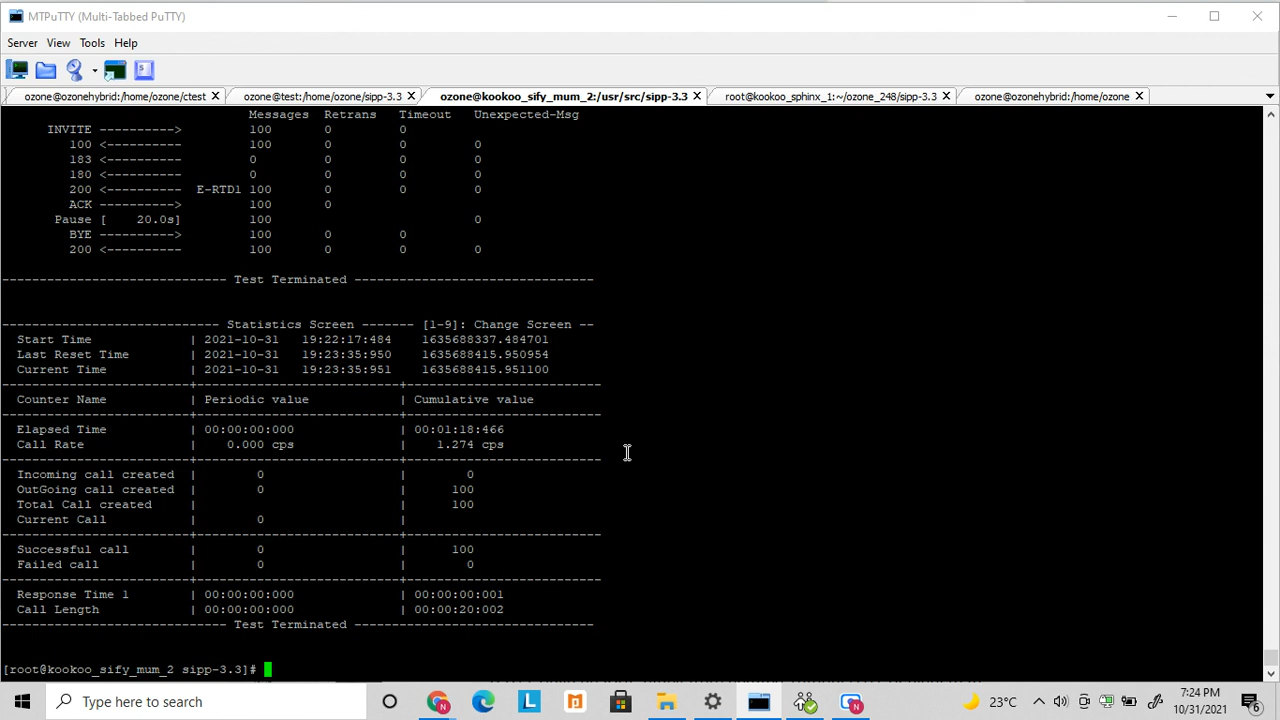 MTPuTTY (Multi-Tabbed PuTTY)
Server View Tools Help
ozone@ozonehybrid:/home/ozone/ctest ozone@test:/home/ozone/sipp-3.3 ozone@kookoo_sify_mum_2:/usr/src/sipp-3.3 root@kookoo_sphinx_1:~/ozone_248/sipp-3.3 ozone@ozonehybrid:/home/ozone
Messages Retrans Timeout Unexpected-Msg
INVITE ----------> 100 0 0
100 <---------- 100 0 0 0
183 <---------- 0 0 0 0
180 <---------- 0 0 0 0
200 <---------- E-RTD1 100 0 0 0
ACK ----------> 100 0
Pause [ 20.0s] 100 0
BYE ----------> 100 0 0
200 <---------- 100 0 0 0
------------------------------ Test Terminated --------------------------------
----------------------------- Statistics Screen ------- [1-9]: Change Screen --
Start Time | 2021-10-31 19:22:17:484 1635688337.484701
Last Reset Time | 2021-10-31 19:23:35:950 1635688415.950954
Current Time | 2021-10-31 19:23:35:951 1635688415.951100
-------------------------+---------------------------+--------------------------
Counter Name | Periodic value | Cumulative value
-------------------------+---------------------------+--------------------------
Elapsed Time | 00:00:00:000 | 00:01:18:466
Call Rate | 0.000 cps | 1.274 cps
-------------------------+---------------------------+--------------------------
Incoming call created | 0 | 0
OutGoing call created | 0 | 100
Total Call created | | 100
Current Call | 0 |
-------------------------+---------------------------+--------------------------
Successful call | 0 | 100
Failed call | 0 | 0
-------------------------+---------------------------+--------------------------
Response Time 1 | 00:00:00:000 | 00:00:00:001
Call Length | 00:00:00:000 | 00:00:20:002
------------------------------ Test Terminated --------------------------------
[root@kookoo_sify_mum_2 sipp-3.3]#
Type here to search
23°C
7:24 PM
10/31/2021
6